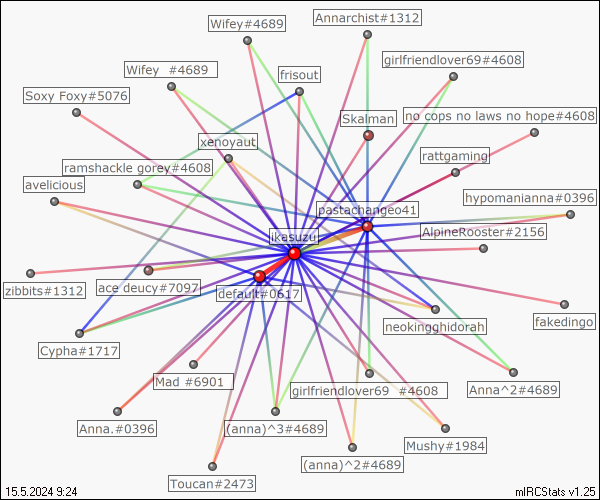 Annarchist#1312
Wifey#4689
girlfriendlover69#4608
Wifey  #4689
frisout
Soxy Foxy#5076
Skalman
no cops no laws no hope#4608
xenoyaut
rattgaming
ramshackle gorey#4608
avelicious
hypomanianna#0396
pastachangeo41
ikasuzu
AlpineRooster#2156
zibbits#1312
ace deucy#7097
default#0617
fakedingo
neokingghidorah
Cypha#1717
Mad #6901
girlfriendlover69  #4608
Anna^2#4689
Anna.#0396
(anna)^3#4689
Mushy#1984
(anna)^2#4689
Toucan#2473
15.5.2024 9:24
mIRCStats v1.25